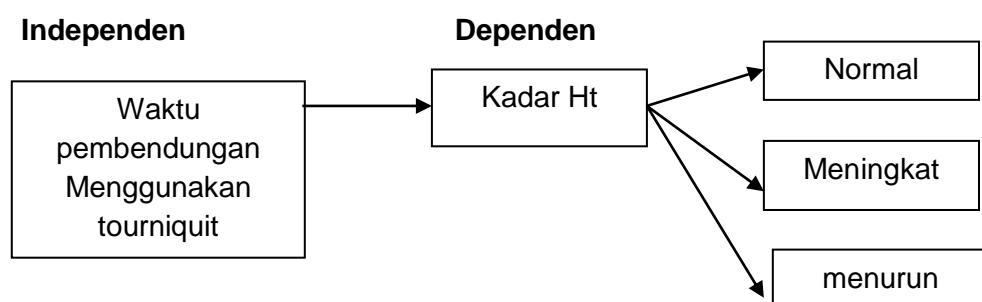 Independen
Dependen
Waktu
pembendungan
Menggunakan
tourniquit
Kadar Ht
Normal
Meningkat
menurun